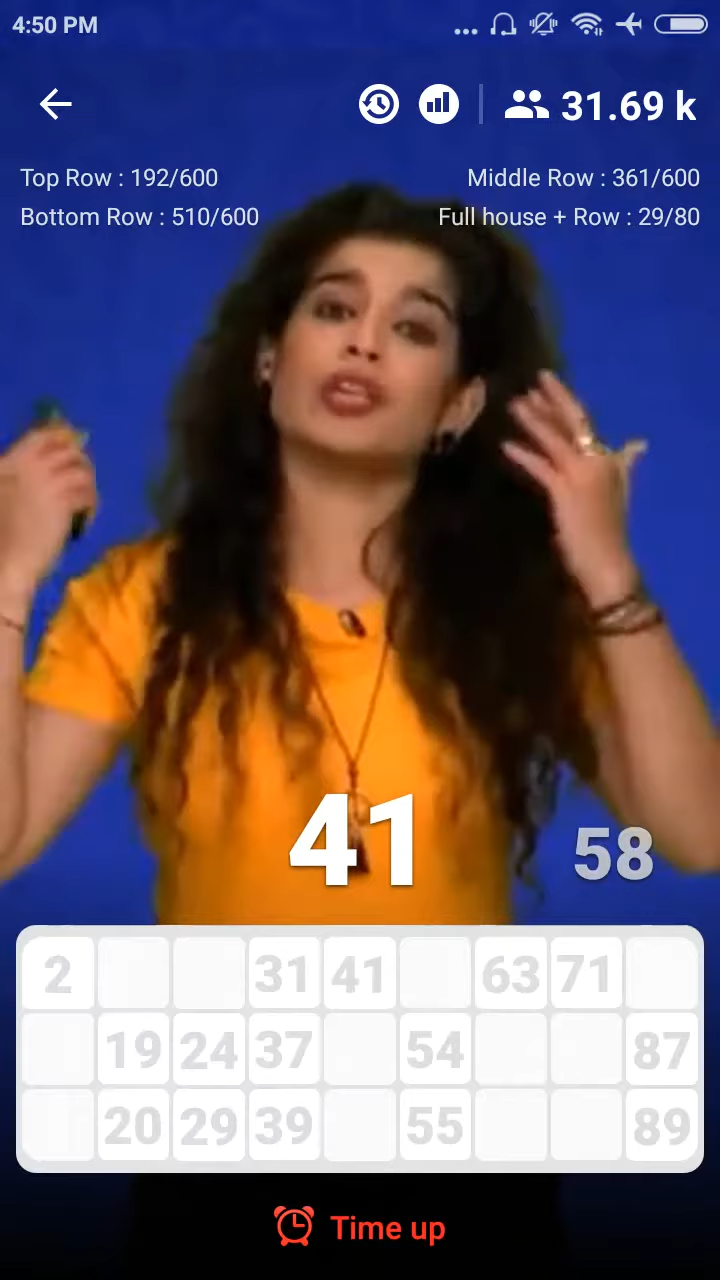 4:50 PM
31.69 k
Top Row : 192/600
Middle Row : 361/600
Bottom Row : 510/600
Full house + Row : 29/80
41
58
2 31 41 63 71
19 24 37 54 87
20 29 39 55 89
Time up